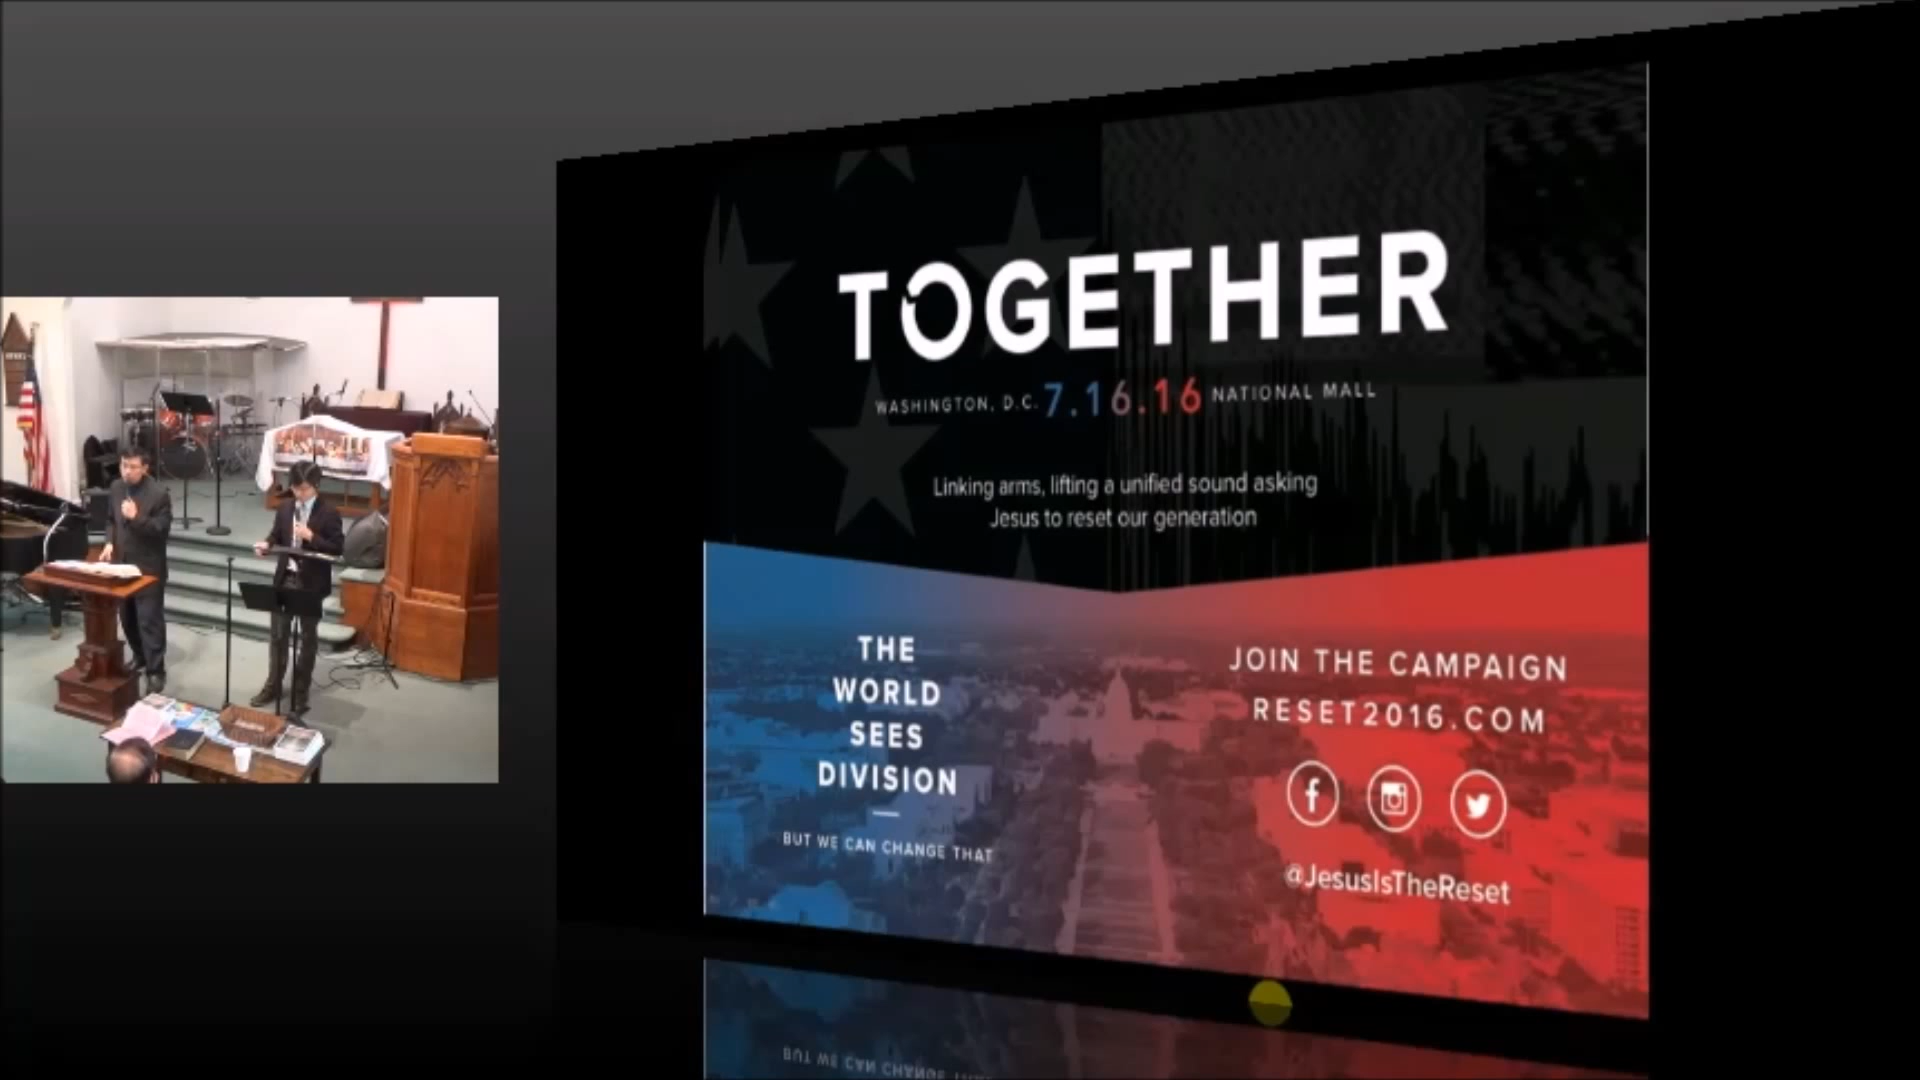 TOGETHER
WASHINGTON, D.C. 7.16.16 NATIONAL MALL
Linking arms, lifting a unified sound asking
Jesus to reset our generation
THE
WORLD
SEES
DIVISION
BUT WE CAN CHANGE THAT
JOIN THE CAMPAIGN
RESET2016.COM
@JesusIsTheReset